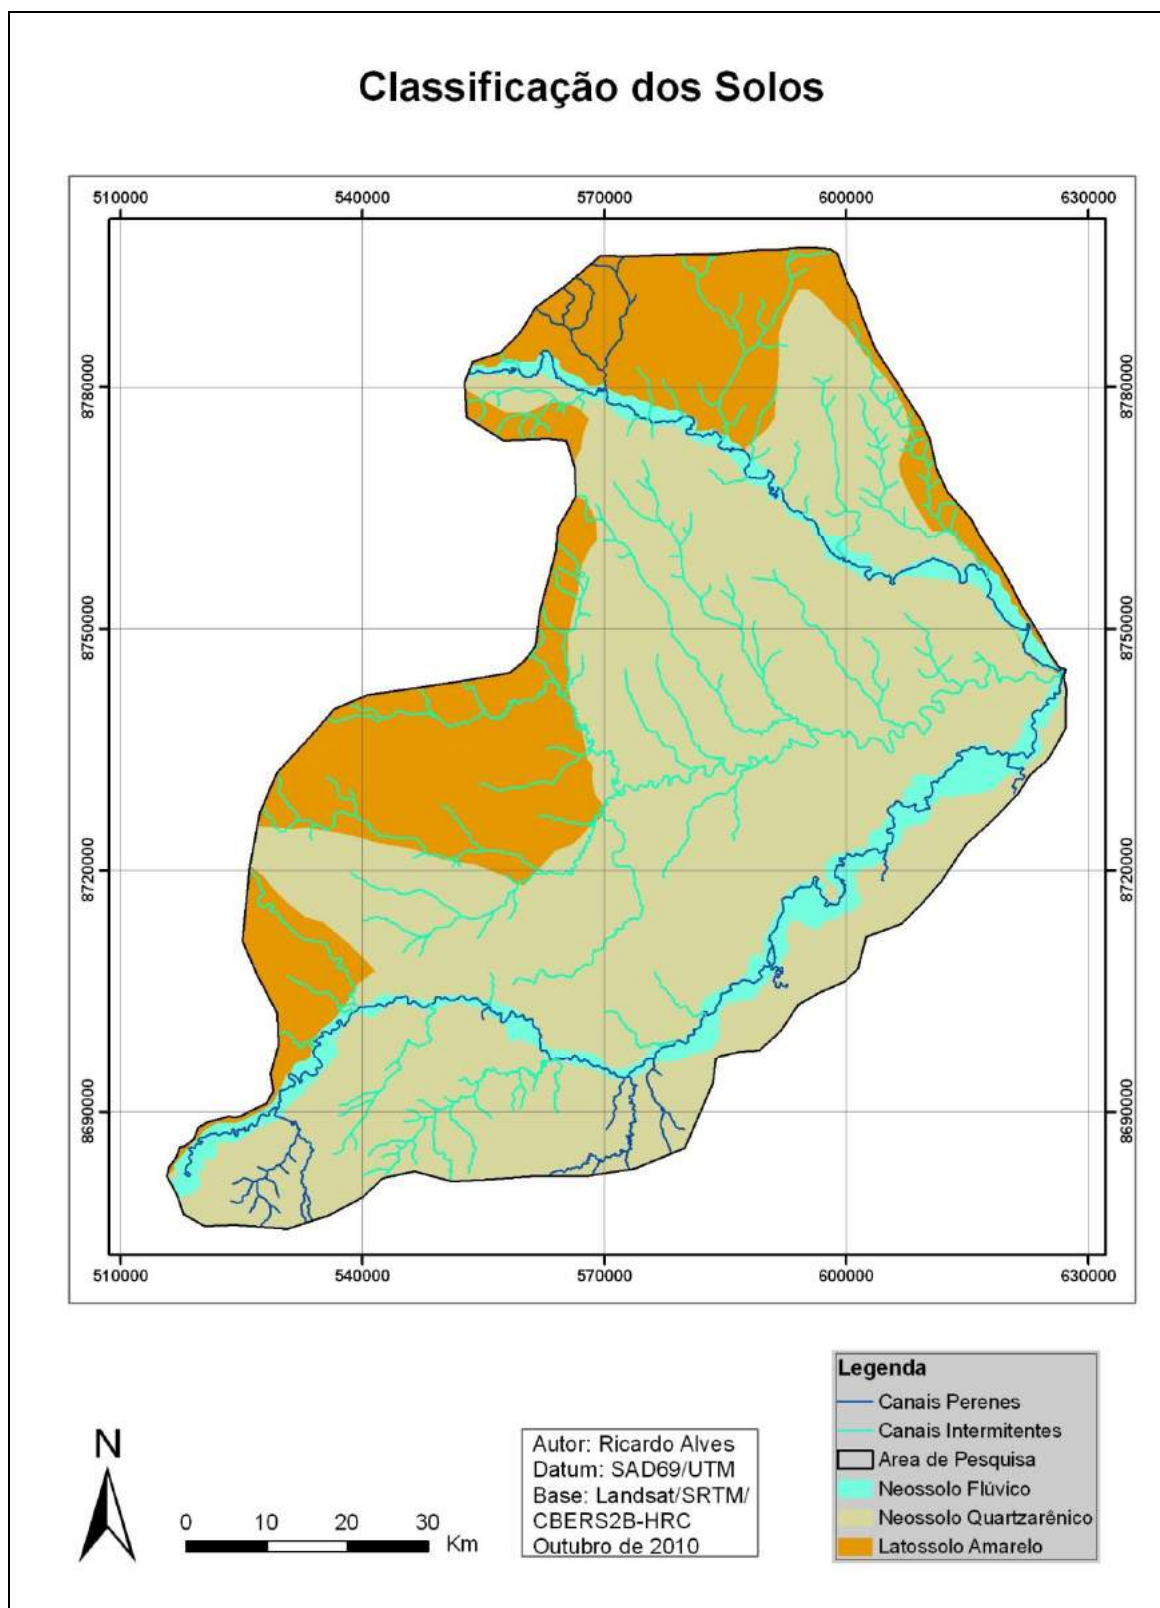 Classificação dos Solos
510000 540000 570000 600000 630000
8780000 8780000
8750000 8750000
8720000 8720000
8690000 8690000
510000 540000 570000 600000 630000
Legenda
Canais Perenes
Canais Intermitentes
Area de Pesquisa
Neossolo Flúvico
Neossolo Quartzarênico
Latossolo Amarelo
N
0 10 20 30 Km
Autor: Ricardo Alves
Datum: SAD69/UTM
Base: Landsat/SRTM/
CBERS2B-HRC
Outubro de 2010